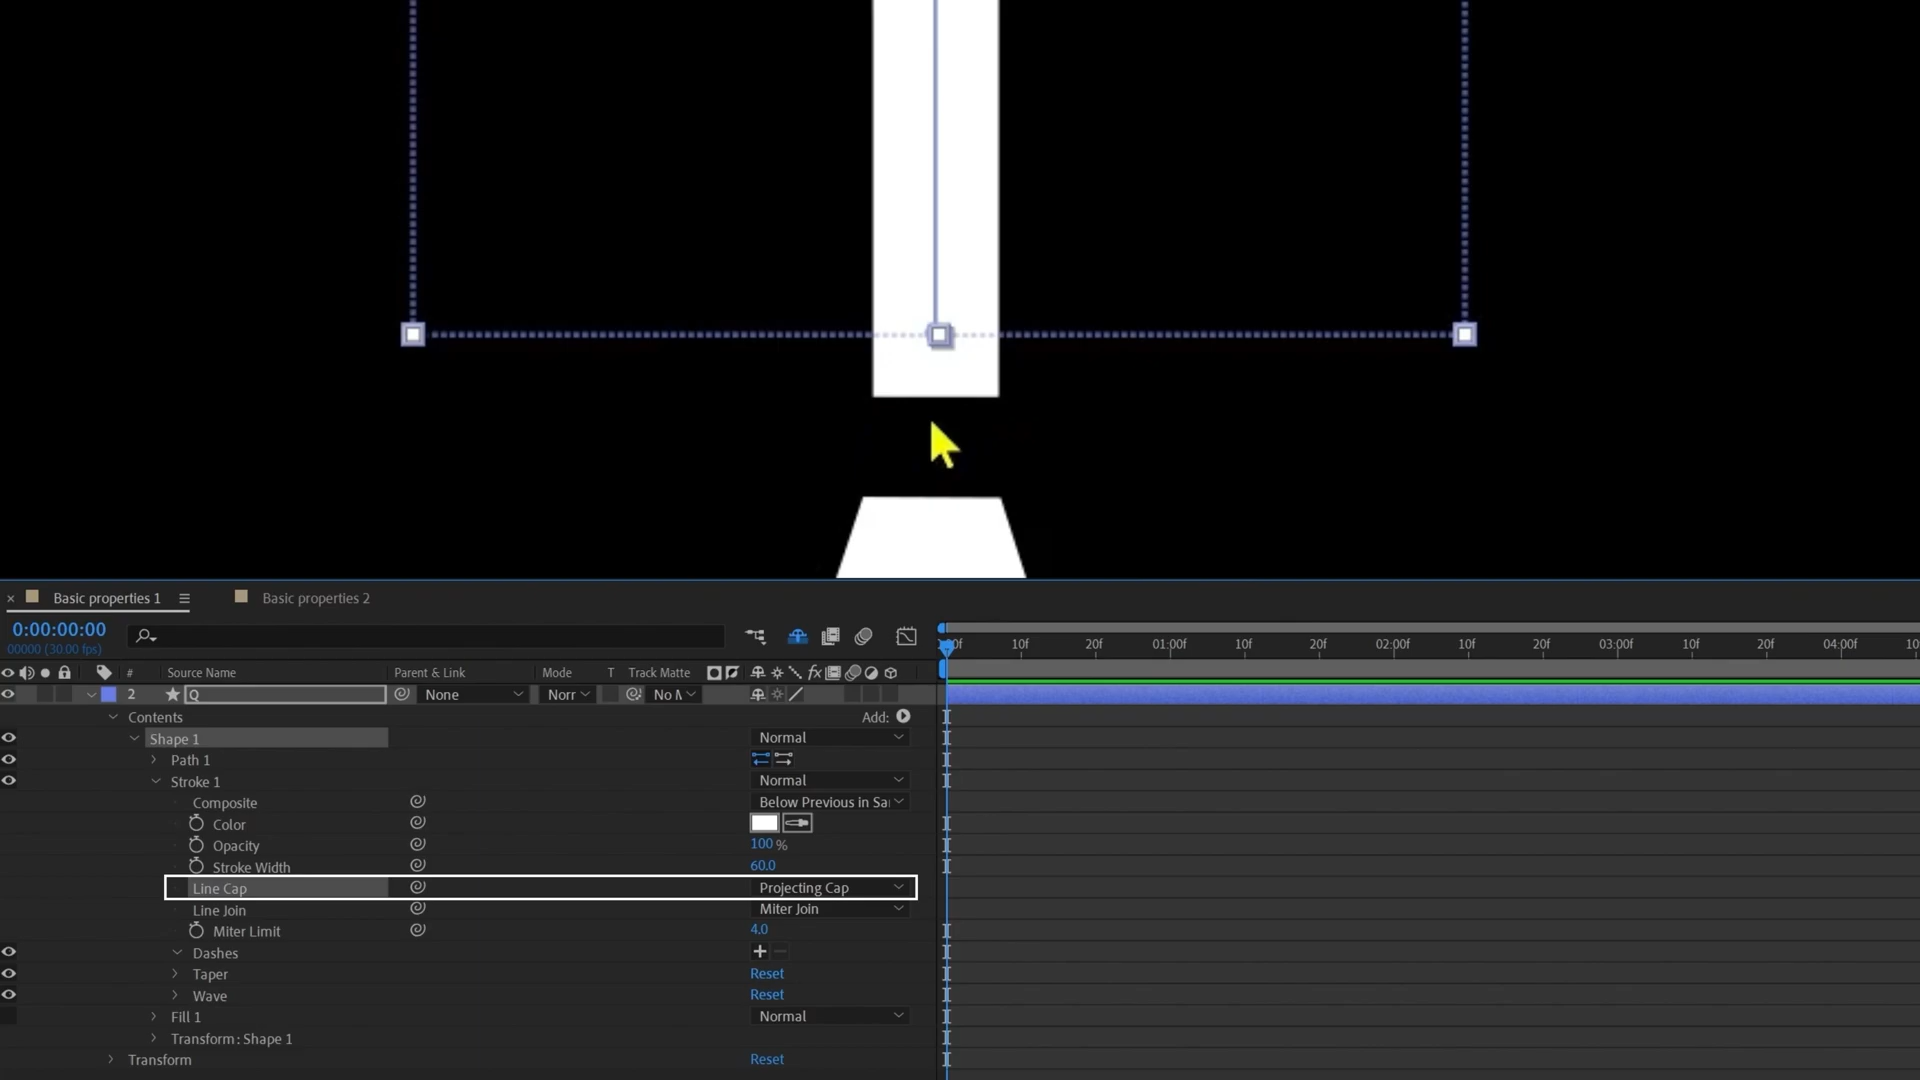 Basic properties 1
Basic properties 2
0:00:00:00
00000 (30.00 fps)
:00f 10f 20f 01:00f 10f 20f 02:00f 10f 20f 03:00f 10f 20f 04:00f 10
# Source Name Parent & Link Mode T Track Matte fx
2 Q None Norr No M
Contents Add:
Shape 1 Normal
Path 1
Stroke 1 Normal
Composite Below Previous in Sa
Color
Opacity 100 %
Stroke Width 60.0
Line Cap Projecting Cap
Line Join Miter Join
Miter Limit 4.0
Dashes
Taper Reset
Wave Reset
Fill 1 Normal
Transform: Shape 1
Transform Reset